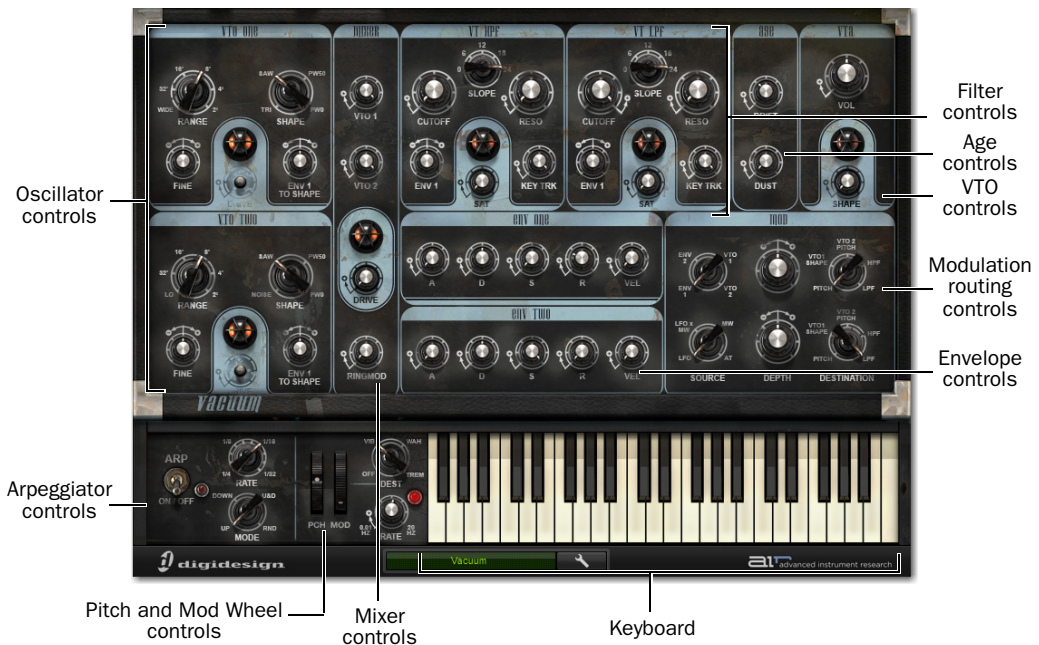 VTO ONE
MIXER
VT HPF
VT LPF
AGE
VTA
16' 8'
32' 4'
WIDE 2'
RANGE
SAW PW50
TRI PW0
SHAPE
VTO 1
12
6 18
0 24
SLOPE
CUTOFF
RESO
12
6 18
0 24
SLOPE
CUTOFF
RESO
DRIFT
VOL
FINE
ENV 1
TO SHAPE
VTO 2
ENV 1
SAT
KEY TRK
ENV 1
SAT
KEY TRK
DUST
SHAPE
VTO TWO
ENV ONE
MOD
16' 8'
32' 4'
LO 2'
RANGE
SAW PW50
NOISE PW0
SHAPE
DRIVE
A D S R VEL
ENV 2
VTO 1
ENV 1
VTO 2
VTO 2
PITCH
VTO1
SHAPE
HPF
PITCH
LPF
ENV TWO
FINE
ENV 1
TO SHAPE
RINGMOD
A D S R VEL
LFO x
MW
MW
LFO
AT
SOURCE
DEPTH
VTO 2
PITCH
VTO1
SHAPE
HPF
PITCH
LPF
DESTINATION
Vacuum
ARP
ON / OFF
1/8 1/16
1/4 1/32
RATE
DOWN U&D
UP RND
MODE
PCH MOD
VIB WAH
OFF TREM
DEST
0.01
HZ
20
HZ
RATE
digidesign
Vacuum
air advanced instrument research
Oscillator
controls
Arpeggiator
controls
Pitch and Mod Wheel
controls
Mixer
controls
Keyboard
Filter
controls
Age
controls
VTO
controls
Modulation
routing
controls
Envelope
controls